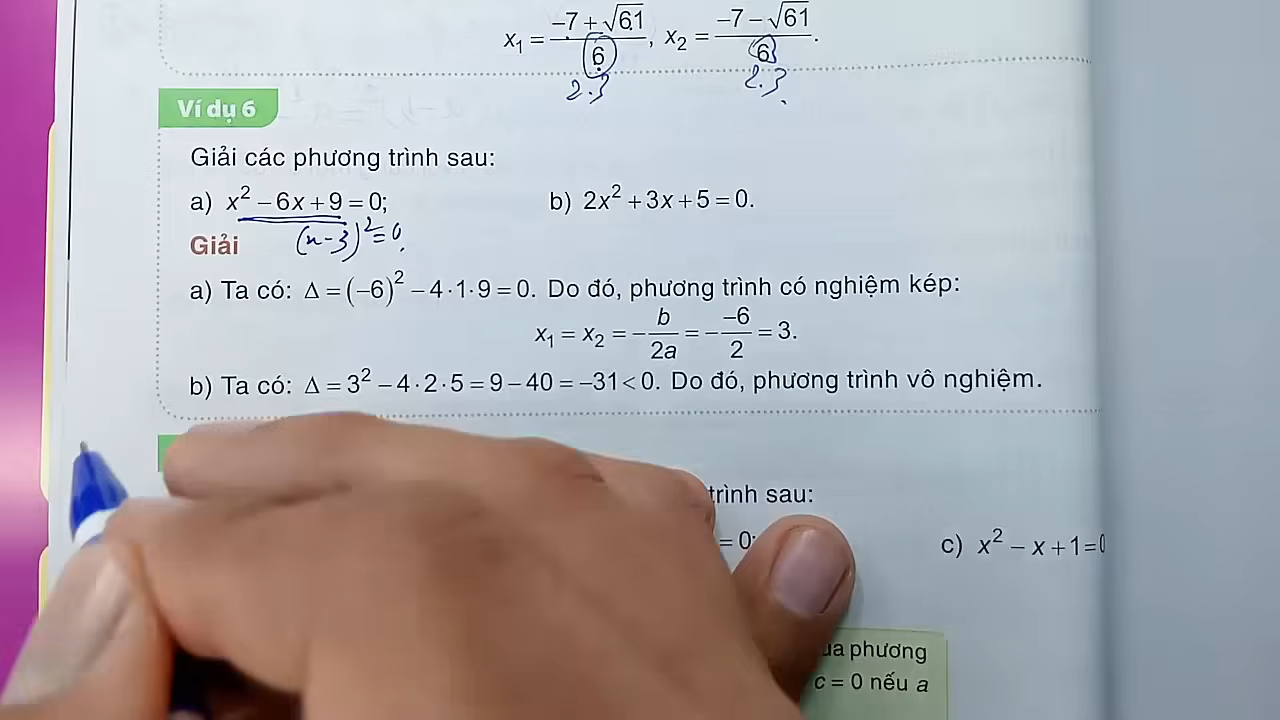 x₁ = (−7 + √61)/6, x₂ = (−7 − √61)/6.
2.3 2.3
Ví dụ 6
Giải các phương trình sau:
a) x² − 6x + 9 = 0; b) 2x² + 3x + 5 = 0.
(x-3)² = 0
Giải
a) Ta có: Δ = (−6)² − 4·1·9 = 0. Do đó, phương trình có nghiệm kép:
x₁ = x₂ = −b/2a = −−6/2 = 3.
b) Ta có: Δ = 3² − 4·2·5 = 9 − 40 = −31 < 0. Do đó, phương trình vô nghiệm.
trình sau:
= 0; c) x² − x + 1 = 0
phương
c = 0 nếu a